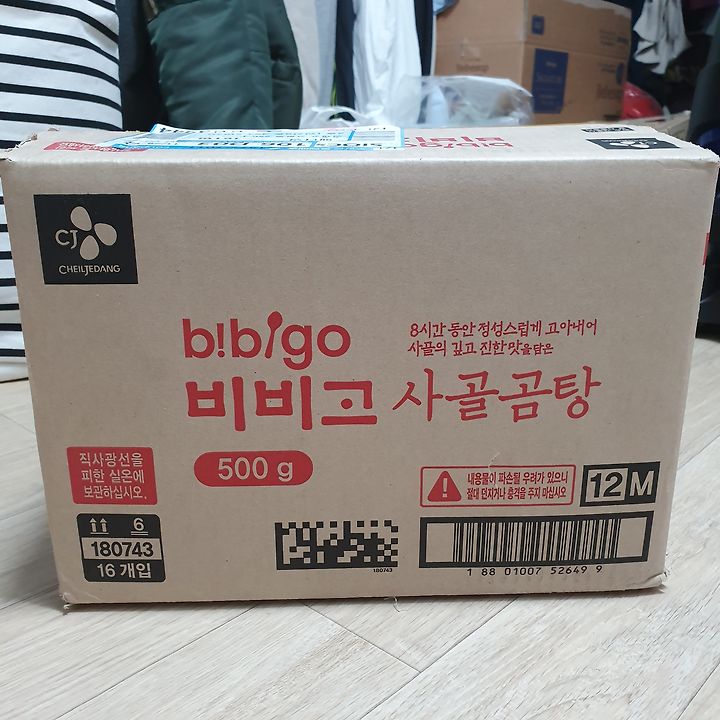 CJ
CHEILJEDANG
b!b!go
8시간 동안 정성스럽게 고아내어
사골의 깊고 진한 맛을 담은
비비고 사골곰탕
500 g
직사광선을
피한 실온에
보관하십시오.
내용물이 파손될 우려가 있으니
절대 던지거나 충격을 주지 마십시오
12M
6
180743
16 개입
180743
1 88 01007 52649 9